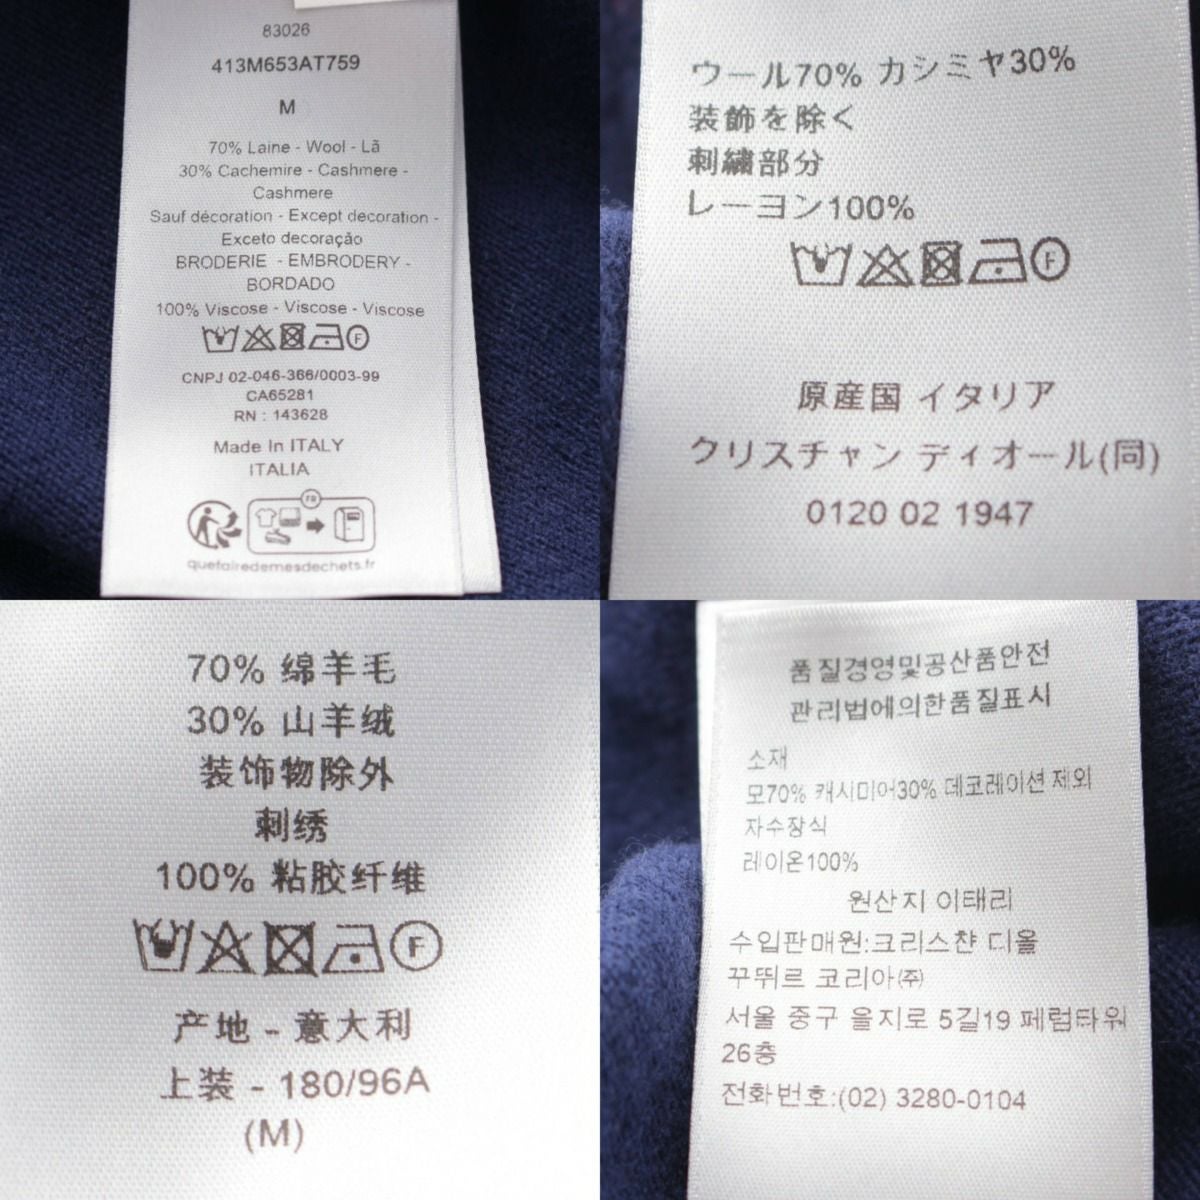 83026
413M653AT759
M
70% Laine - Wool - Lã
30% Cachemire - Cashmere -
Cashmere
Sauf décoration - Except decoration -
Exceto decoração
BRODERIE - EMBRODERY -
BORDADO
100% Viscose - Viscose - Viscose
F
CNPJ 02-046-366/0003-99
CA65281
RN : 143628
Made In ITALY
ITALIA
FR
quefairedemesdechets.fr
ウール70% カシミヤ30%
装飾を除く
刺繍部分
レーヨン100%
F
原産国 イタリア
クリスチャン ディオール(同)
0120 02 1947
70% 绵羊毛
30% 山羊绒
装饰物除外
刺绣
100% 粘胶纤维
F
产地 - 意大利
上装 - 180/96A
(M)
품질경영및공산품안전
관리법에의한품질표시
소재
모70% 캐시미어30% 데코레이션 제외
자수장식
레이온100%
원산지 이태리
수입판매원:크리스챤 디올
꾸뛰르 코리아㈜
서울 중구 을지로 5길19 페럼타워
26층
전화번호:(02) 3280-0104